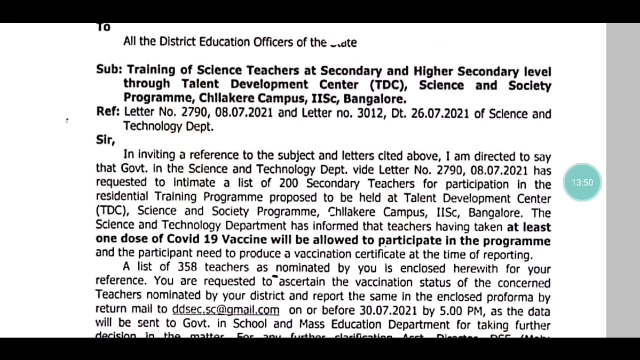 To
All the District Education Officers of the State
Sub: Training of Science Teachers at Secondary and Higher Secondary level
through Talent Development Center (TDC), Science and Society
Programme, Chllakere Campus, IISc, Bangalore.
Ref: Letter No. 2790, 08.07.2021 and Letter no. 3012, Dt. 26.07.2021 of Science and
Technology Dept.
Sir,
In inviting a reference to the subject and letters cited above, I am directed to say
that Govt. in the Science and Technology Dept. vide Letter No. 2790, 08.07.2021 has
requested to intimate a list of 200 Secondary Teachers for participation in the
residential Training Programme proposed to be held at Talent Development Center
(TDC), Science and Society Programme, Chllakere Campus, IISc, Bangalore. The
Science and Technology Department has informed that teachers having taken at least
one dose of Covid 19 Vaccine will be allowed to participate in the programme
and the participant need to produce a vaccination certificate at the time of reporting.
A list of 358 teachers as nominated by you is enclosed herewith for your
reference. You are requested to ascertain the vaccination status of the concerned
Teachers nominated by your district and report the same in the enclosed proforma by
return mail to ddsec.sc@gmail.com on or before 30.07.2021 by 5.00 PM, as the data
will be sent to Govt. in School and Mass Education Department for taking further
decision in the matter. For any further clarification Asst. Director, DSE (Mob:
13:50